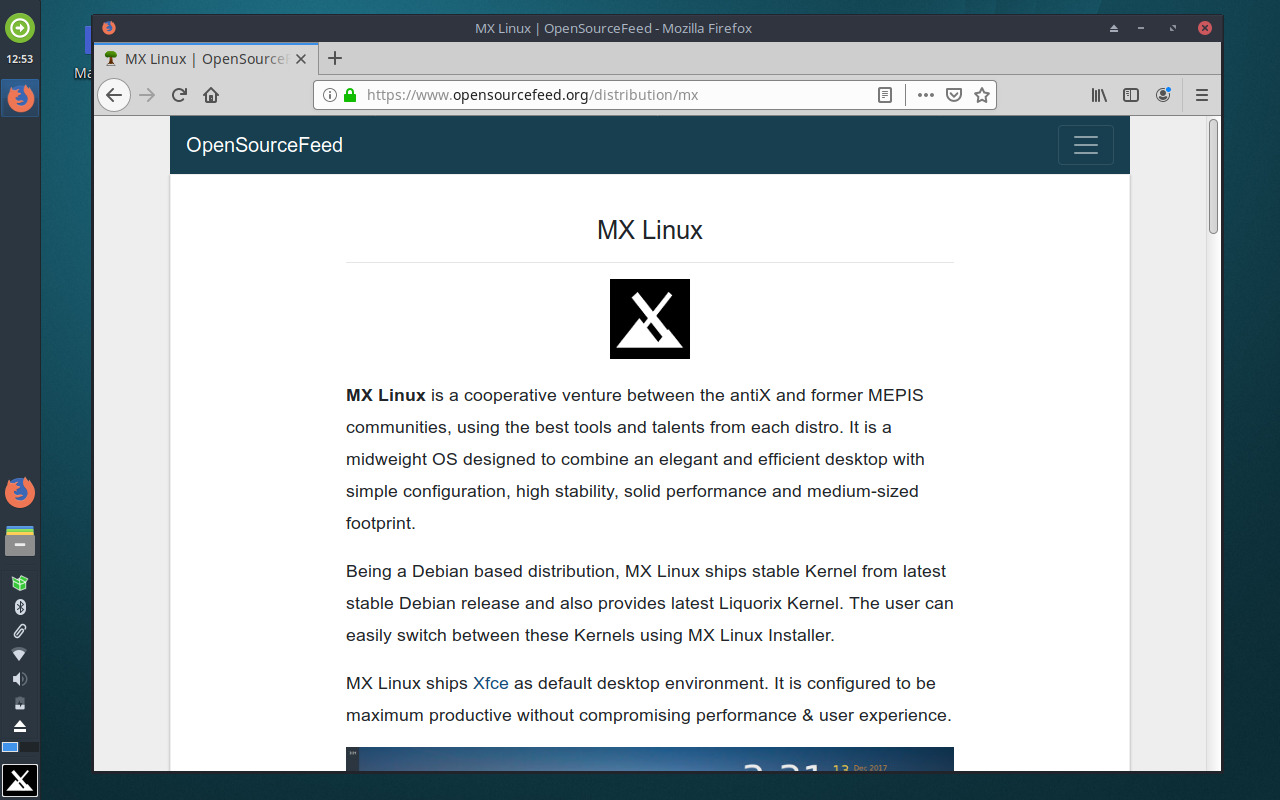 12:53
Ma
MX Linux | OpenSourceFeed - Mozilla Firefox
MX Linux | OpenSourceF
https://www.opensourcefeed.org/distribution/mx
OpenSourceFeed
MX Linux
MX Linux is a cooperative venture between the antiX and former MEPIS
communities, using the best tools and talents from each distro. It is a
midweight OS designed to combine an elegant and efficient desktop with
simple configuration, high stability, solid performance and medium-sized
footprint.
Being a Debian based distribution, MX Linux ships stable Kernel from latest
stable Debian release and also provides latest Liquorix Kernel. The user can
easily switch between these Kernels using MX Linux Installer.
MX Linux ships Xfce as default desktop environment. It is configured to be
maximum productive without compromising performance & user experience.
13 Dec 2017